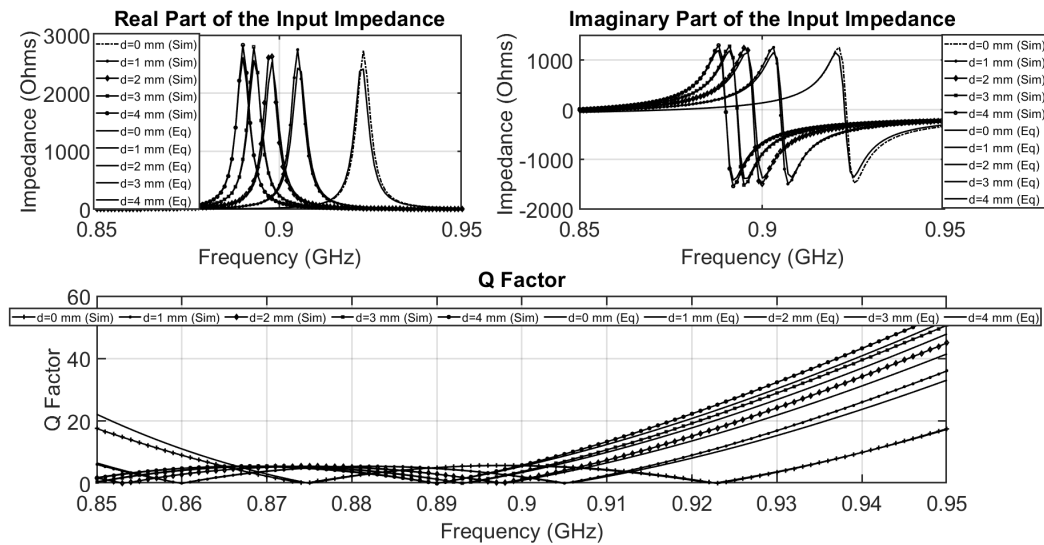 Real Part of the Input Impedance
Impedance (Ohms)
3000
2000
1000
0
d=0 mm (Sim)
d=1 mm (Sim)
d=2 mm (Sim)
d=3 mm (Sim)
d=4 mm (Sim)
d=0 mm (Eq)
d=1 mm (Eq)
d=2 mm (Eq)
d=3 mm (Eq)
d=4 mm (Eq)
0.85 0.9 0.95
Frequency (GHz)
Imaginary Part of the Input Impedance
Impedance (Ohms)
1000
0
-1000
-2000
d=0 mm (Sim)
d=1 mm (Sim)
d=2 mm (Sim)
d=3 mm (Sim)
d=4 mm (Sim)
d=0 mm (Eq)
d=1 mm (Eq)
d=2 mm (Eq)
d=3 mm (Eq)
d=4 mm (Eq)
0.85 0.9 0.95
Frequency (GHz)
Q Factor
Q Factor
60
d=0 mm (Sim) d=1 mm (Sim) d=2 mm (Sim) d=3 mm (Sim) d=4 mm (Sim) d=0 mm (Eq) d=1 mm (Eq) d=2 mm (Eq) d=3 mm (Eq) d=4 mm (Eq)
40
20
0
0.85 0.86 0.87 0.88 0.89 0.9 0.91 0.92 0.93 0.94 0.95
Frequency (GHz)